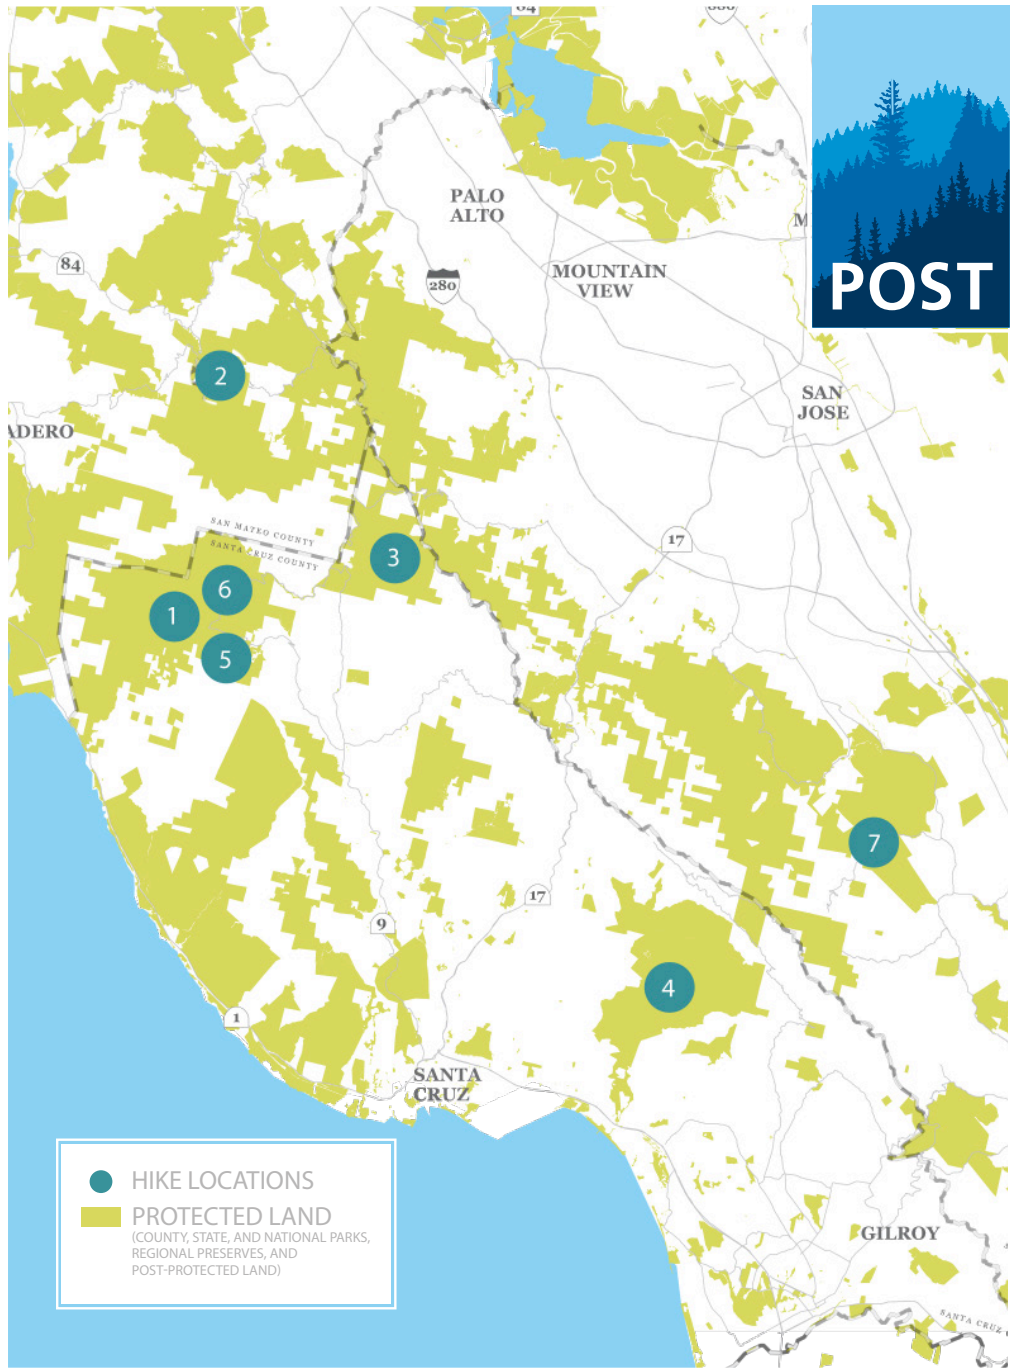 84
880
POST
PALO
ALTO
M
84
MOUNTAIN
VIEW
280
2
SAN
JOSE
ADERO
SAN MATEO COUNTY
SANTA CRUZ COUNTY
17
3
6
1
5
7
17
9
4
1
SANTA
CRUZ
HIKE LOCATIONS
PROTECTED LAND
(COUNTY, STATE, AND NATIONAL PARKS,
REGIONAL PRESERVES, AND
POST-PROTECTED LAND)
GILROY
SANTA CRUZ